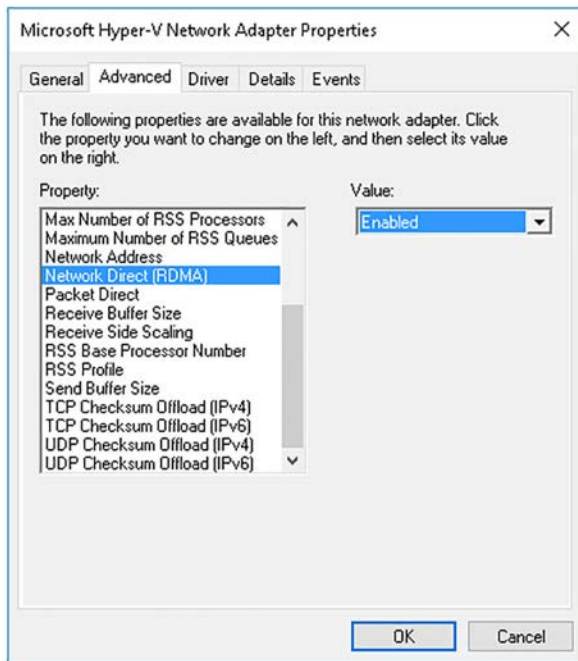 Microsoft Hyper-V Network Adapter Properties
General Advanced Driver Details Events
The following properties are available for this network adapter. Click
the property you want to change on the left, and then select its value
on the right.
Property:
Max Number of RSS Processors
Maximum Number of RSS Queues
Network Address
Network Direct (RDMA)
Packet Direct
Receive Buffer Size
Receive Side Scaling
RSS Base Processor Number
RSS Profile
Send Buffer Size
TCP Checksum Offload (IPv4)
TCP Checksum Offload (IPv6)
UDP Checksum Offload (IPv4)
UDP Checksum Offload (IPv6)
Value:
Enabled
OK Cancel